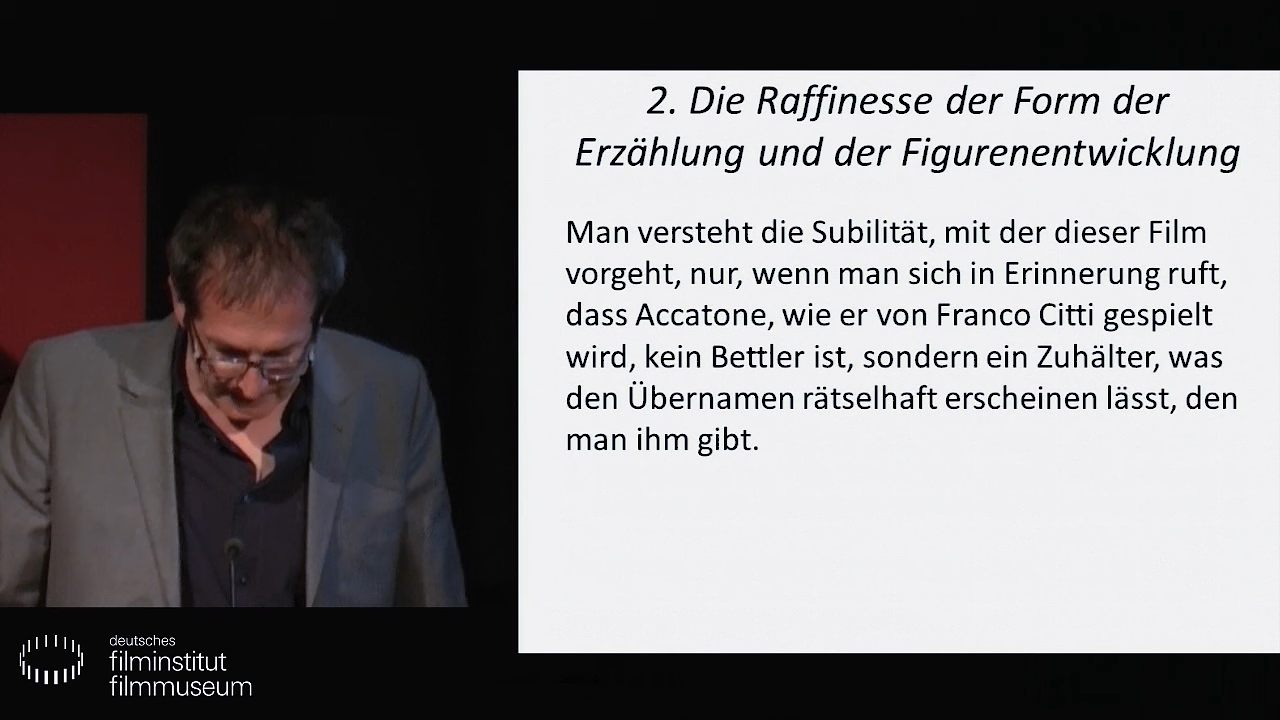 2. Die Raffinesse der Form der
Erzählung und der Figurenentwicklung
Man versteht die Subilität, mit der dieser Film
vorgeht, nur, wenn man sich in Erinnerung ruft,
dass Accatone, wie er von Franco Citti gespielt
wird, kein Bettler ist, sondern ein Zuhälter, was
den Übernamen rätselhaft erscheinen lässt, den
man ihm gibt.
deutsches
filminstitut
filmmuseum